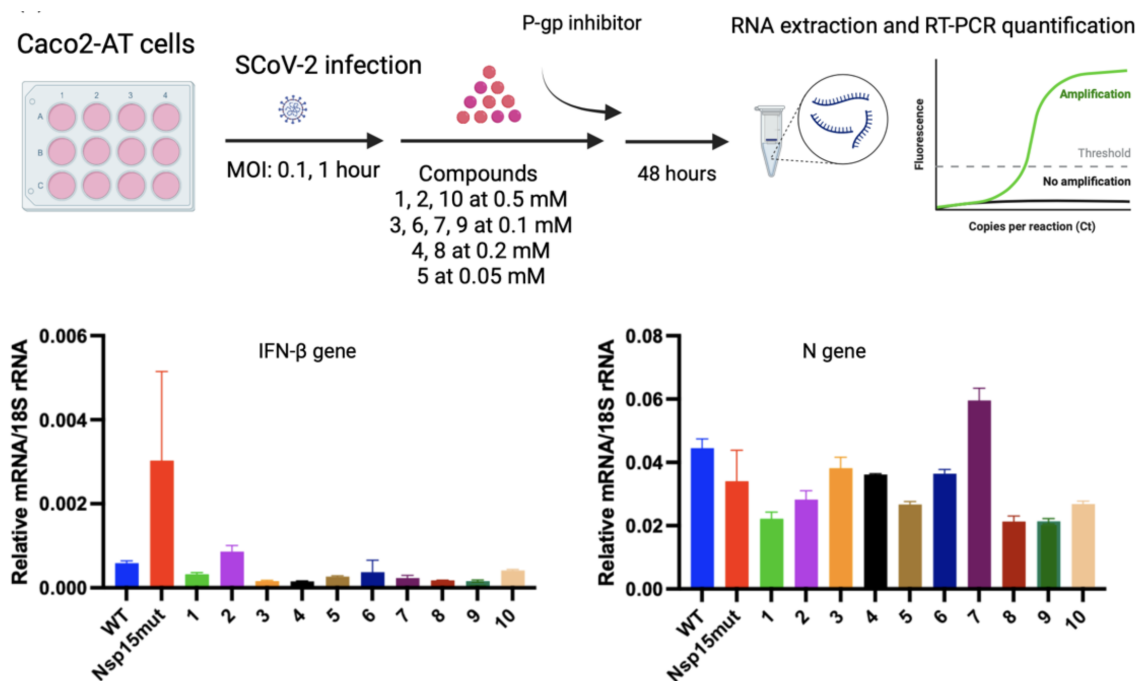 P-gp inhibitor
RNA extraction and RT-PCR quantification
Caco2-AT cells
SCoV-2 infection
1 2 3 4
A
B
C
MOI: 0.1, 1 hour
Compounds
1, 2, 10 at 0.5 mM
3, 6, 7, 9 at 0.1 mM
4, 8 at 0.2 mM
5 at 0.05 mM
48 hours
Fluorescence
Amplification
Threshold
No amplification
Copies per reaction (Ct)
Relative mRNA/18S rRNA
IFN-β gene
0.006
0.004
0.002
0.000
WT
Nsp15mut
1
2
3
4
5
6
7
8
9
10
Relative mRNA/18S rRNA
N gene
0.08
0.06
0.04
0.02
0.00
WT
Nsp15mut
1
2
3
4
5
6
7
8
9
10